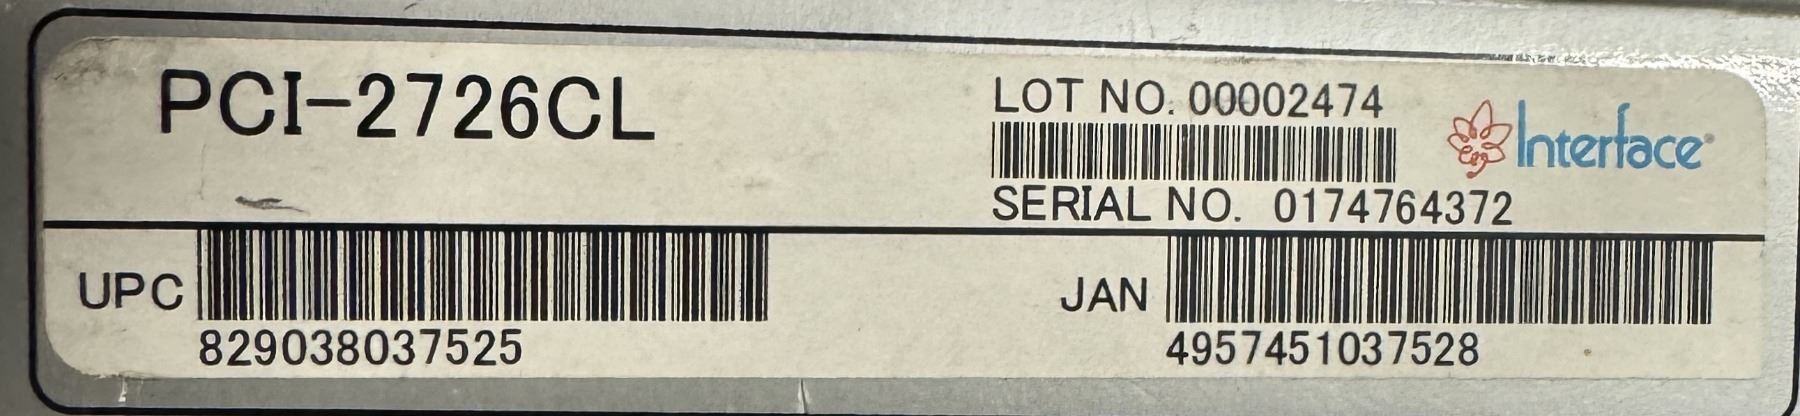 PCI-2726CL
LOT NO. 00002474
Interface
SERIAL NO. 0174764372
UPC
829038037525
JAN
4957451037528